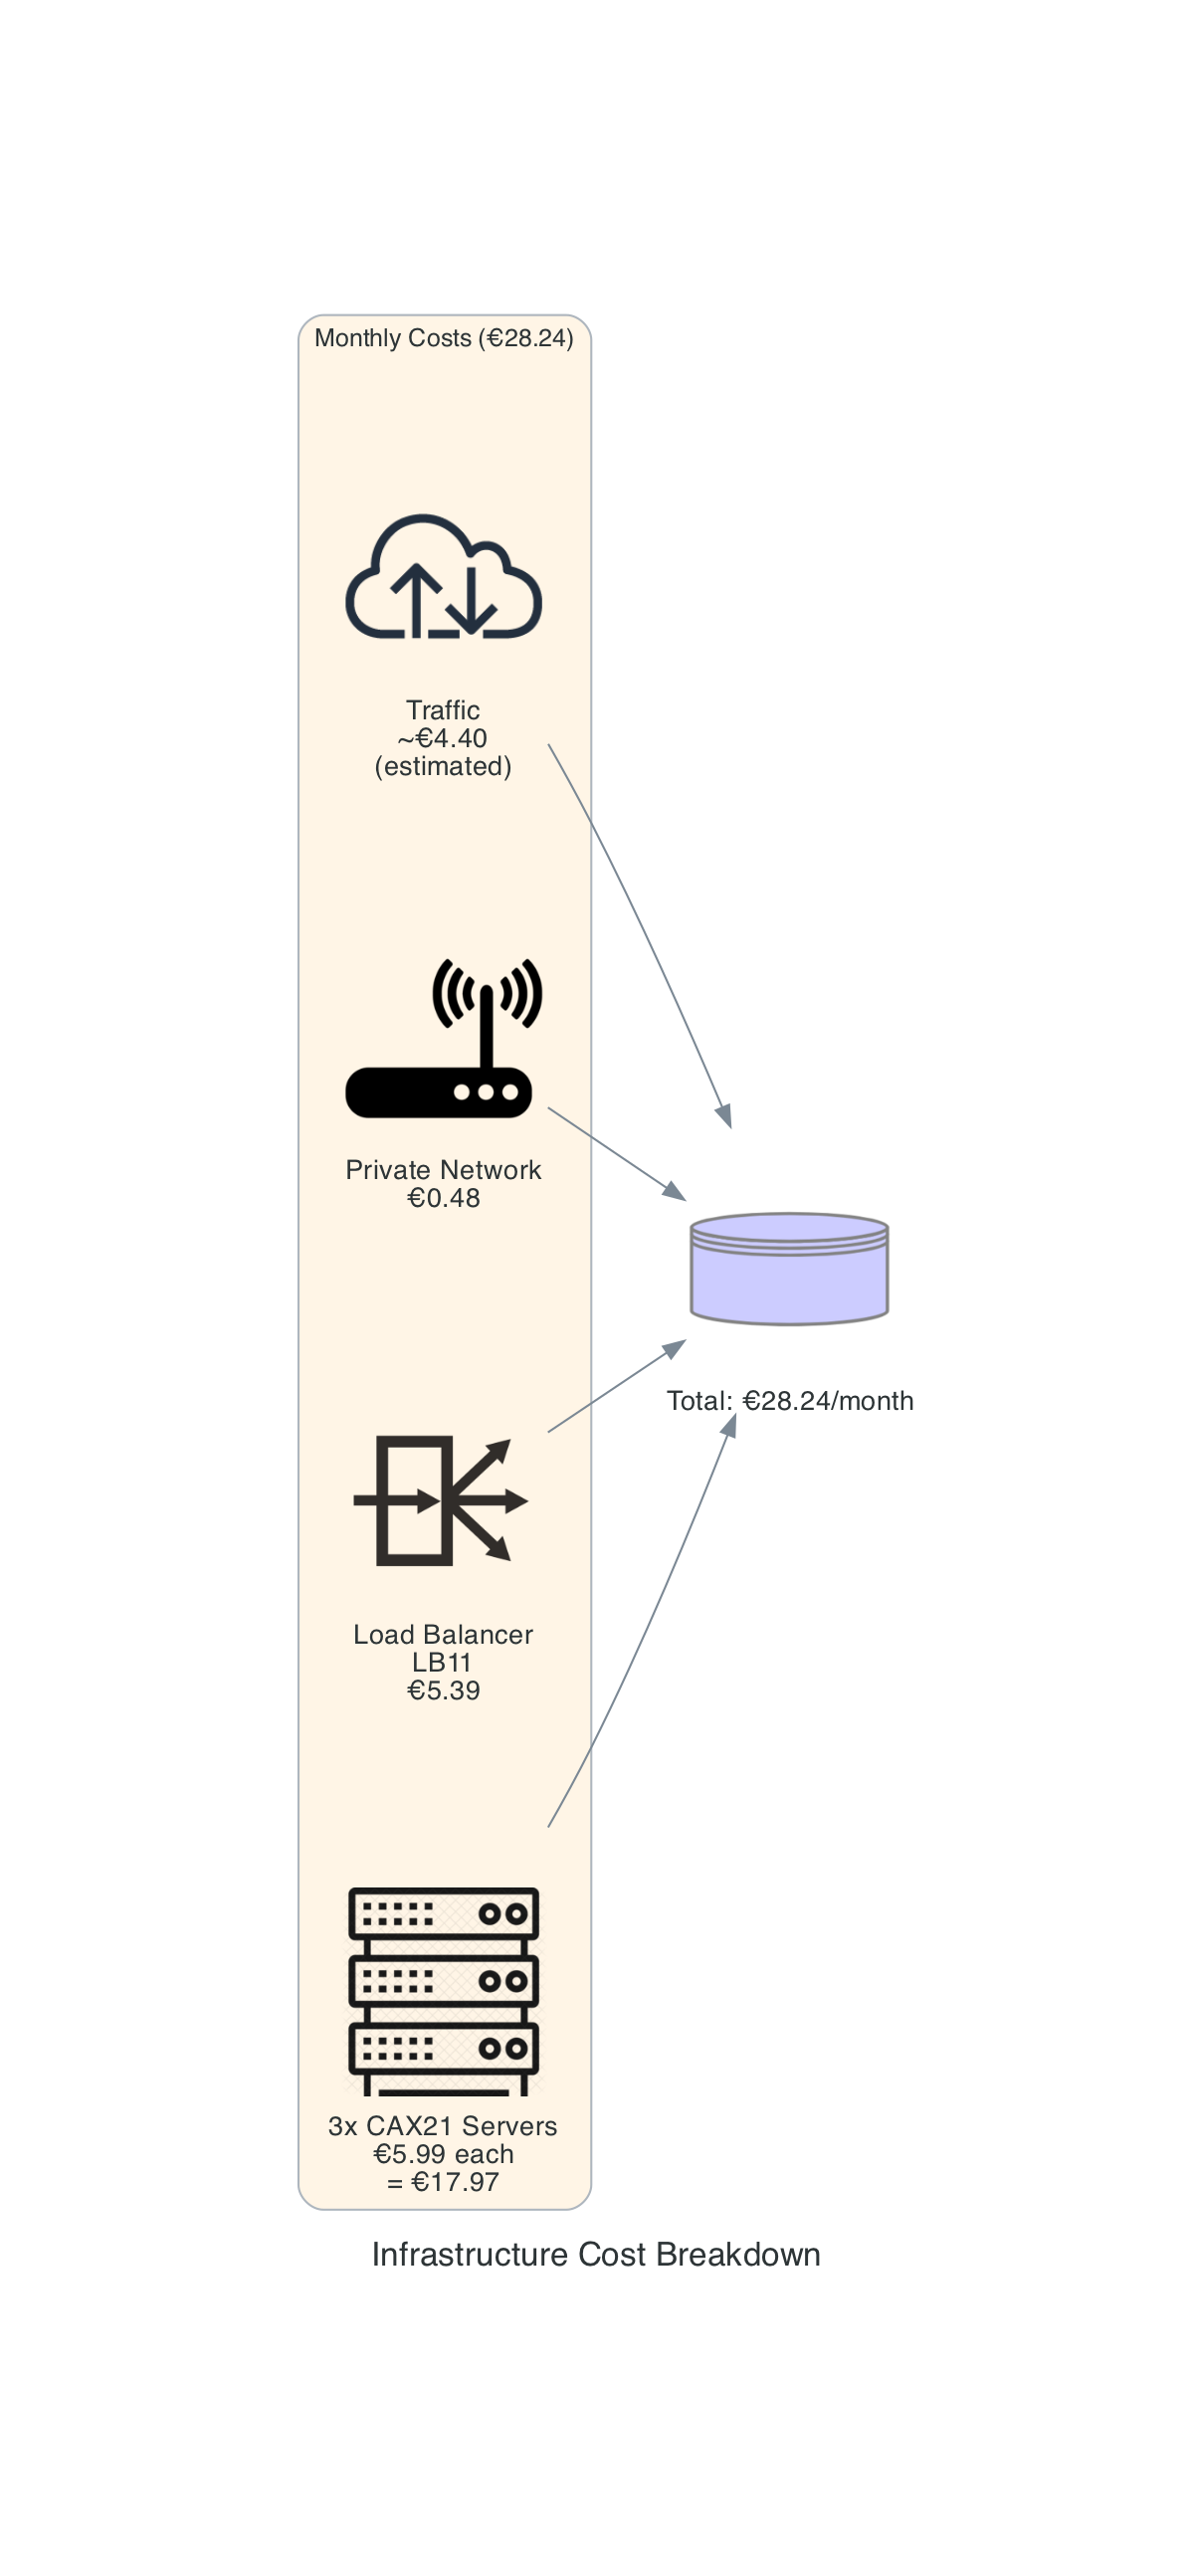 Monthly Costs (€28.24)
Traffic
~€4.40
(estimated)
Private Network
€0.48
Total: €28.24/month
Load Balancer
LB11
€5.39
3x CAX21 Servers
€5.99 each
= €17.97
Infrastructure Cost Breakdown